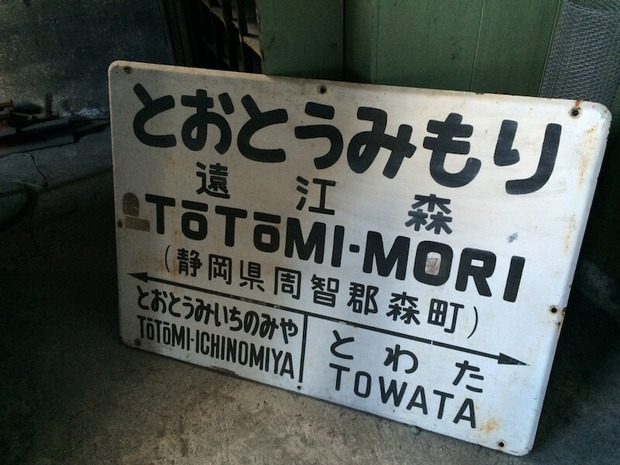 とおとうみもり
遠江森
TŌTŌMI-MORI
(静岡県周智郡森町)
とおとうみいちのみや
TŌTŌMI-ICHINOMIYA
とわた
TOWATA